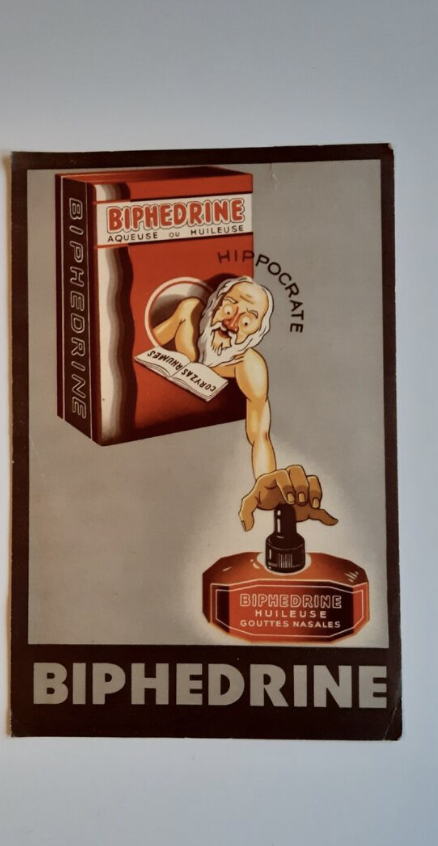 BIPHEDRINE
BIPHEDRINE
AQUEUSE OU HUILEUSE
HIPPOCRATE
CORYZAS/RHUMES
BIPHEDRINE
HUILEUSE
GOUTTES NASALES
BIPHEDRINE